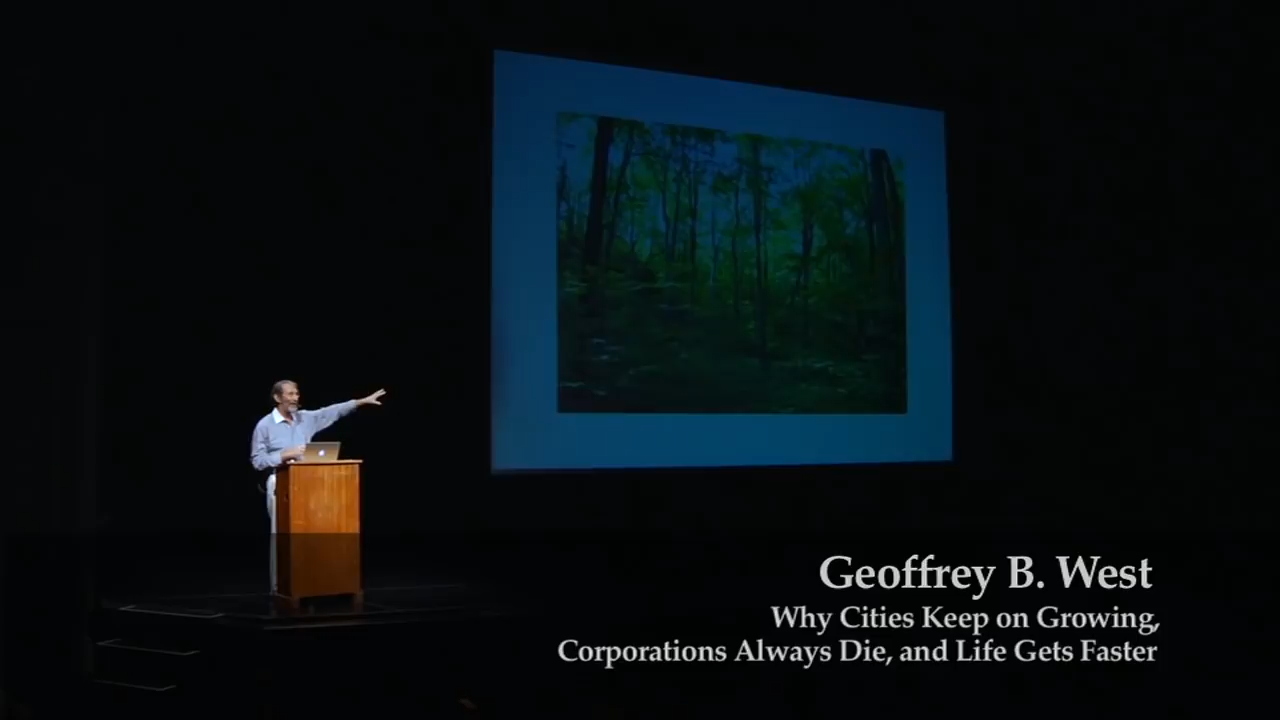 Geoffrey B. West
Why Cities Keep on Growing,
Corporations Always Die, and Life Gets Faster